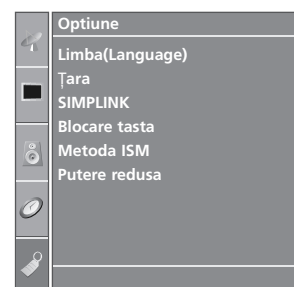 Optiune
Limba(Language)
Ţara
SIMPLINK
Blocare tasta
Metoda ISM
Putere redusa